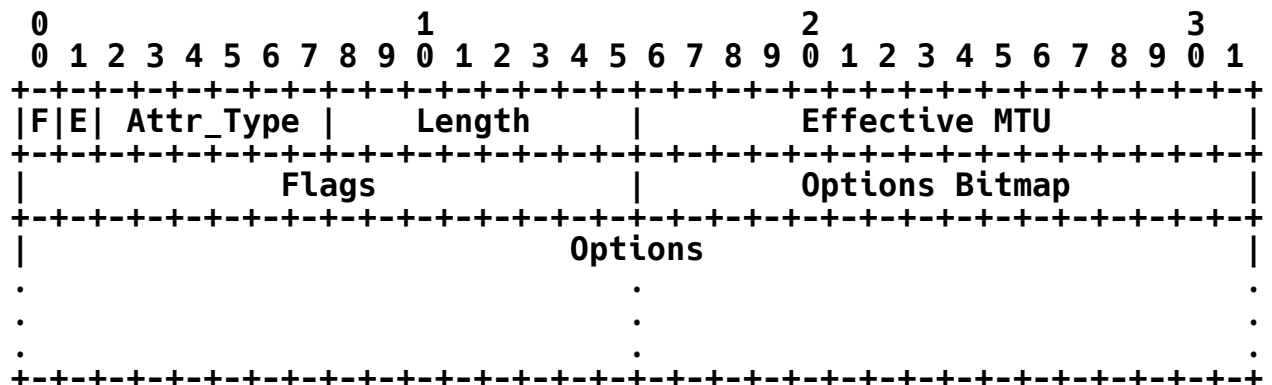 0                   1                   2                   3
 0 1 2 3 4 5 6 7 8 9 0 1 2 3 4 5 6 7 8 9 0 1 2 3 4 5 6 7 8 9 0 1
+-+-+-+-+-+-+-+-+-+-+-+-+-+-+-+-+-+-+-+-+-+-+-+-+-+-+-+-+-+-+-+-+
|F|E| Attr_Type |    Length     |        Effective MTU          |
+-+-+-+-+-+-+-+-+-+-+-+-+-+-+-+-+-+-+-+-+-+-+-+-+-+-+-+-+-+-+-+-+
|             Flags             |        Options Bitmap         |
+-+-+-+-+-+-+-+-+-+-+-+-+-+-+-+-+-+-+-+-+-+-+-+-+-+-+-+-+-+-+-+-+
|                            Options                            |
.                               .                               .
.                               .                               .
.                               .                               .
+-+-+-+-+-+-+-+-+-+-+-+-+-+-+-+-+-+-+-+-+-+-+-+-+-+-+-+-+-+-+-+-+